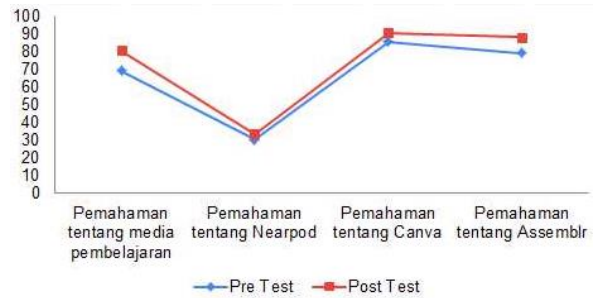 100
90
80
70
60
50
40
30
20
10
0
Pemahaman tentang media pembelajaran
Pemahaman tentang Nearpod
Pemahaman tentang Canva
Pemahaman tentang Assemblr
Pre Test
Post Test